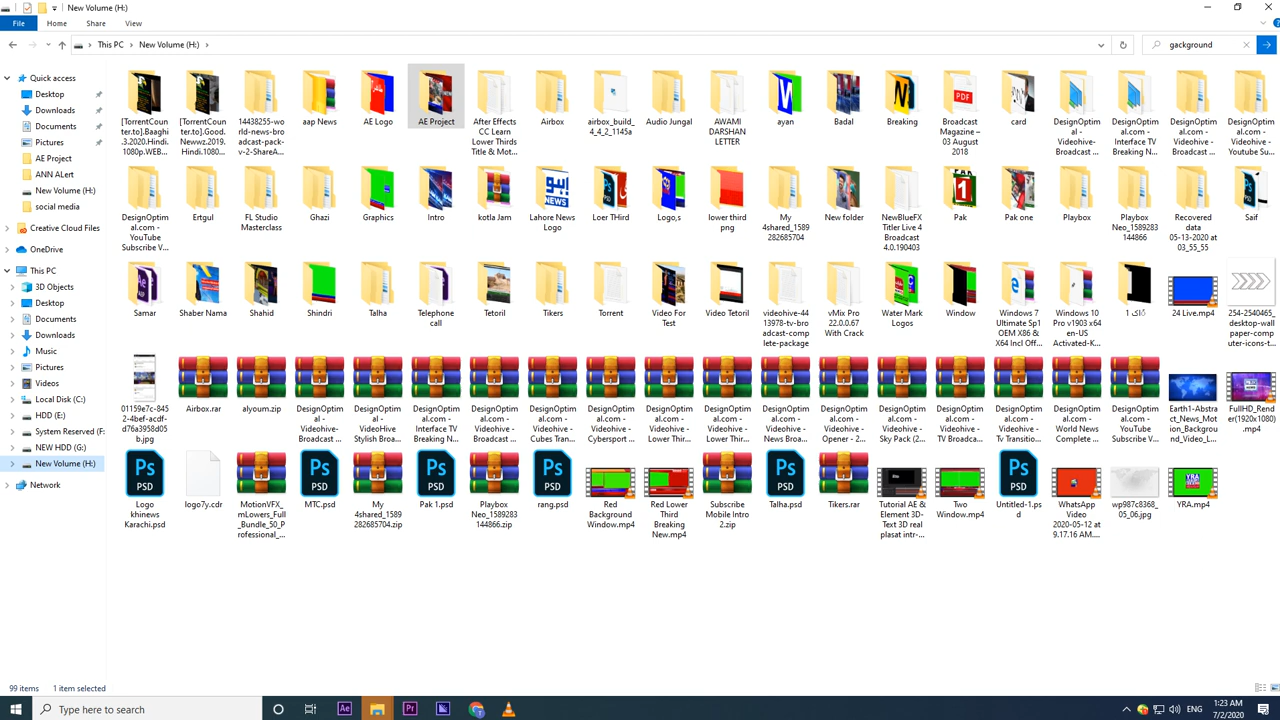 New Volume (H:)
File Home Share View
This PC New Volume (H:)
gackground
Quick access
Desktop
Downloads
Documents
Pictures
AE Project
ANN ALert
New Volume (H:)
social media
Creative Cloud Files
OneDrive
This PC
3D Objects
Desktop
Documents
Downloads
Music
Pictures
Videos
Local Disk (C:)
HDD (E:)
System Reserved (F:
NEW HDD (G:)
New Volume (H:)
Network
[TorrentCounter.to].Baaghi.3.2020.Hindi.1080p.WEB...
[TorrentCounter.to].Good.Newwz.2019.Hindi.1080...
14438255-world-news-broadcast-pack-v-2-ShareA...
aap News
AE Logo
AE Project
After Effects CC Learn Lower Thirds Title & Mot...
Airbox
airbox_build_4_4_2_1145a
Audio Jungal
AWAMI DARSHAN LETTER
ayan
Badal
Breaking
Broadcast Magazine – 03 August 2018
card
DesignOptimal.com - Videohive- Broadcast ...
DesignOptimal.com - Interface TV Breaking N...
DesignOptimal.com - Videohive - Broadcast ...
DesignOptimal.com - Videohive - Youtube Su...
DesignOptimal.com - YouTube Subscribe V...
Ertgul
FL Studio Masterclass
Ghazi
Graphics
Intro
kotla Jam
Lahore News Logo
Loer THird
Logo,s
lower third png
My 4shared_1589282685704
New folder
NewBlueFX Titler Live 4 Broadcast 4.0.190403
Pak
Pak one
Playbox
Playbox Neo_1589283144866
Recovered data 05-13-2020 at 03_55_55
Saif
Samar
Shaber Nama
Shahid
Shindri
Talha
Telephone call
Tetoril
Tikers
Torrent
Video For Test
Video Tetoril
videohive-4413978-tv-broadcast-complete-package
vMix Pro 22.0.0.67 With Crack
Water Mark Logos
Window
Windows 7 Ultimate Sp1 OEM X86 & X64 Incl Off...
Windows 10 Pro v1903 x64 en-US Activated-K...
24 Live.mp4
254-2540465_desktop-wallpaper-computer-icons-t...
01159e7c-8452-4bef-acdf-d76a3958d05b.jpg
Airbox.rar
alyoum.zip
DesignOptimal.com - Videohive- Broadcast ...
DesignOptimal.com - VideoHive Stylish Broa...
DesignOptimal.com - Interface TV Breaking N...
DesignOptimal.com - Videohive - Broadcast ...
DesignOptimal.com - Videohive - Cubes Tran...
DesignOptimal.com - Videohive - Cybersport ...
DesignOptimal.com - Videohive - Lower Thir...
DesignOptimal.com - Videohive - Lower Thir...
DesignOptimal.com - Videohive - News Broa...
DesignOptimal.com - Videohive - Opener - 2...
DesignOptimal.com - Videohive - Sky Pack (2...
DesignOptimal.com - Videohive - TV Broadca...
DesignOptimal.com - Videohive - Tv Transitio...
DesignOptimal.com - World News Complete ...
DesignOptimal.com - YouTube Subscribe V...
Earth1-Abstract_News_Motion_Background_Video_L...
FullHD_Render(1920x1080).mp4
Logo khinews Karachi.psd
logo7y.cdr
MotionVFX_mLowers_Full_Bundle_50_Professional_...
MTC.psd
My 4shared_1589282685704.zip
Pak 1.psd
Playbox Neo_1589283144866.zip
rang.psd
Red Background Window.mp4
Red Lower Third Breaking New.mp4
Subscribe Mobile Intro 2.zip
Talha.psd
Tikers.rar
Tutorial AE & Element 3D- Text 3D real plasat intr-...
Two Window.mp4
Untitled-1.psd
WhatsApp Video 2020-05-12 at 9.17.16 AM....
wp987c8368_05_06.jpg
YRA.mp4
99 items 1 item selected
Type here to search
ENG
1:23 AM
7/2/2020